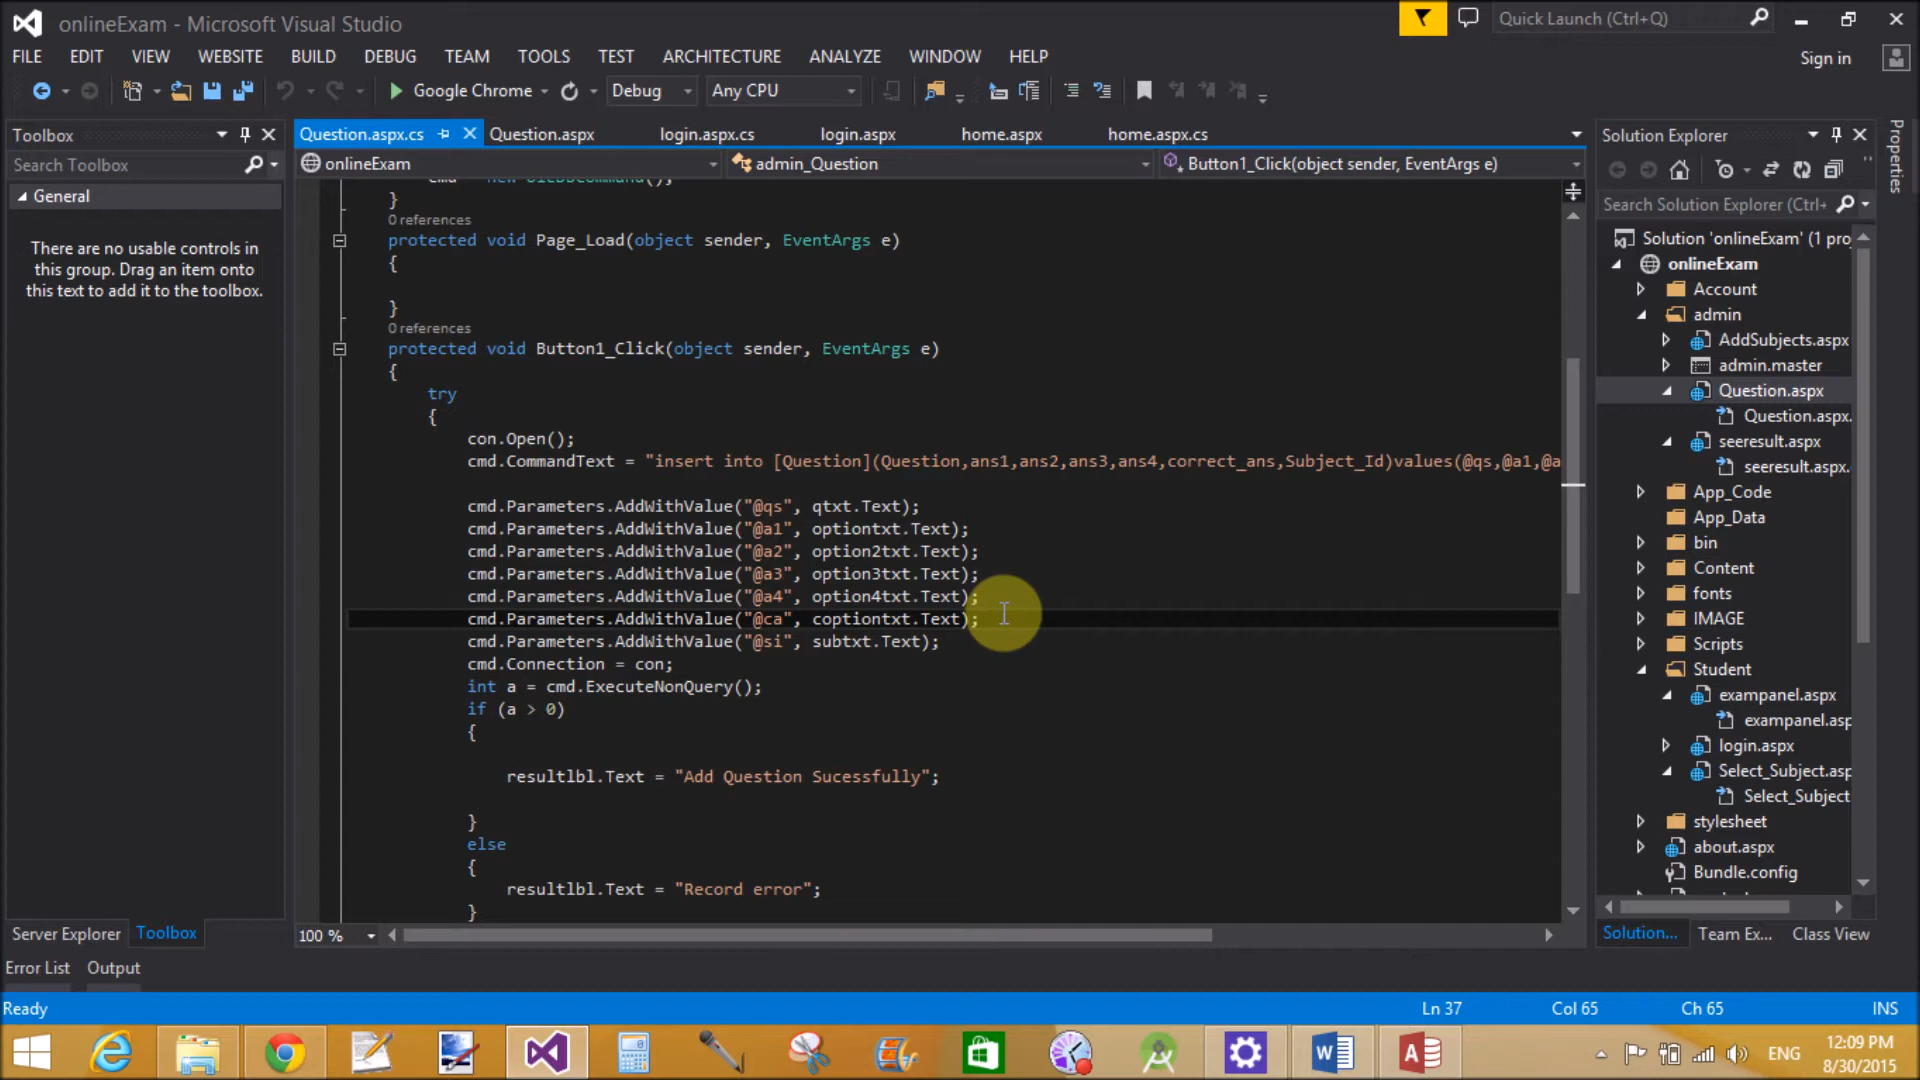 onlineExam - Microsoft Visual Studio
Quick Launch (Ctrl+Q)
FILE EDIT VIEW WEBSITE BUILD DEBUG TEAM TOOLS TEST ARCHITECTURE ANALYZE WINDOW HELP
Sign in
Google Chrome Debug Any CPU
Toolbox
Search Toolbox
General
There are no usable controls in
this group. Drag an item onto
this text to add it to the toolbox.
Server Explorer Toolbox
Question.aspx.cs Question.aspx login.aspx.cs login.aspx home.aspx home.aspx.cs
onlineExam admin_Question Button1_Click(object sender, EventArgs e)
}
0 references
protected void Page_Load(object sender, EventArgs e)
{
}
0 references
protected void Button1_Click(object sender, EventArgs e)
{
try
{
con.Open();
cmd.CommandText = "insert into [Question](Question,ans1,ans2,ans3,ans4,correct_ans,Subject_Id)values(@qs,@a1,@a
cmd.Parameters.AddWithValue("@qs", qtxt.Text);
cmd.Parameters.AddWithValue("@a1", optiontxt.Text);
cmd.Parameters.AddWithValue("@a2", option2txt.Text);
cmd.Parameters.AddWithValue("@a3", option3txt.Text);
cmd.Parameters.AddWithValue("@a4", option4txt.Text);
cmd.Parameters.AddWithValue("@ca", coptiontxt.Text);
cmd.Parameters.AddWithValue("@si", subtxt.Text);
cmd.Connection = con;
int a = cmd.ExecuteNonQuery();
if (a > 0)
{
resultlbl.Text = "Add Question Sucessfully";
}
else
{
resultlbl.Text = "Record error";
}
100 %
Solution Explorer
Search Solution Explorer (Ctrl+
Solution 'onlineExam' (1 proj
onlineExam
Account
admin
AddSubjects.aspx
admin.master
Question.aspx
Question.aspx.
seeresult.aspx
seeresult.aspx.
App_Code
App_Data
bin
Content
fonts
IMAGE
Scripts
Student
exampanel.aspx
exampanel.asp
login.aspx
Select_Subject.asp
Select_Subject
stylesheet
about.aspx
Bundle.config
Solution... Team Ex... Class View
Properties
Error List Output
Ready
Ln 37 Col 65 Ch 65 INS
ENG
12:09 PM
8/30/2015